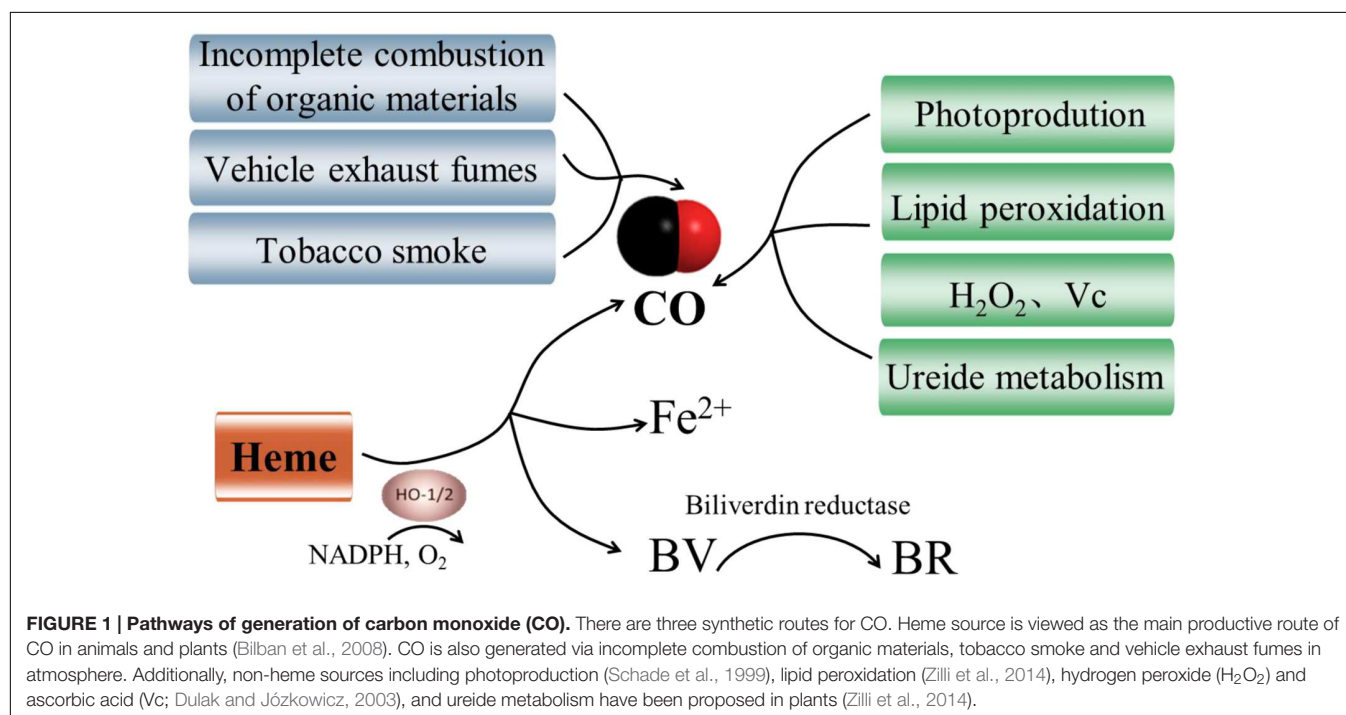 Incomplete combustion
of organic materials
Vehicle exhaust fumes
Tobacco smoke
Photoprodution
Lipid peroxidation
H₂O₂、Vc
Ureide metabolism
CO
Fe²⁺
Heme
HO-1/2
NADPH, O₂
Biliverdin reductase
BV
BR
FIGURE 1 | Pathways of generation of carbon monoxide (CO). There are three synthetic routes for CO. Heme source is viewed as the main productive route of
CO in animals and plants (Bilban et al., 2008). CO is also generated via incomplete combustion of organic materials, tobacco smoke and vehicle exhaust fumes in
atmosphere. Additionally, non-heme sources including photoproduction (Schade et al., 1999), lipid peroxidation (Zilli et al., 2014), hydrogen peroxide (H₂O₂) and
ascorbic acid (Vc; Dulak and Józkowicz, 2003), and ureide metabolism have been proposed in plants (Zilli et al., 2014).